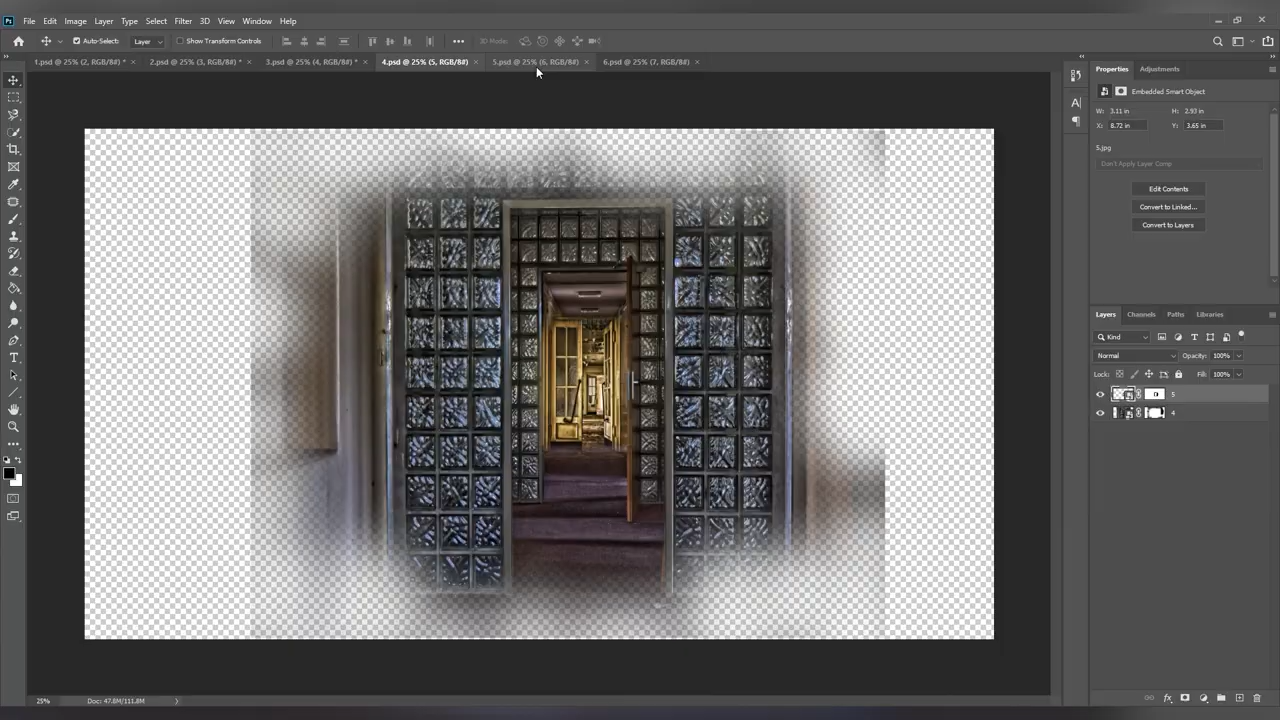 Ps File Edit Image Layer Type Select Filter 3D View Window Help
Auto-Select: Layer Show Transform Controls 3D Mode:
1.psd @ 25% (2, RGB/8#) * × 2.psd @ 25% (3, RGB/8#) * × 3.psd @ 25% (4, RGB/8#) * × 4.psd @ 25% (5, RGB/8#) × 5.psd @ 25% (6, RGB/8#) × 6.psd @ 25% (7, RGB/8#) ×
Properties Adjustments
Embedded Smart Object
W: 3.11 in H: 2.93 in
X: 8.72 in Y: 3.65 in
5.jpg
Don't Apply Layer Comp
Edit Contents
Convert to Linked...
Convert to Layers
Layers Channels Paths Libraries
Kind
Normal Opacity: 100%
Lock: Fill: 100%
5
4
fx
25% Doc: 47.8M/111.8M